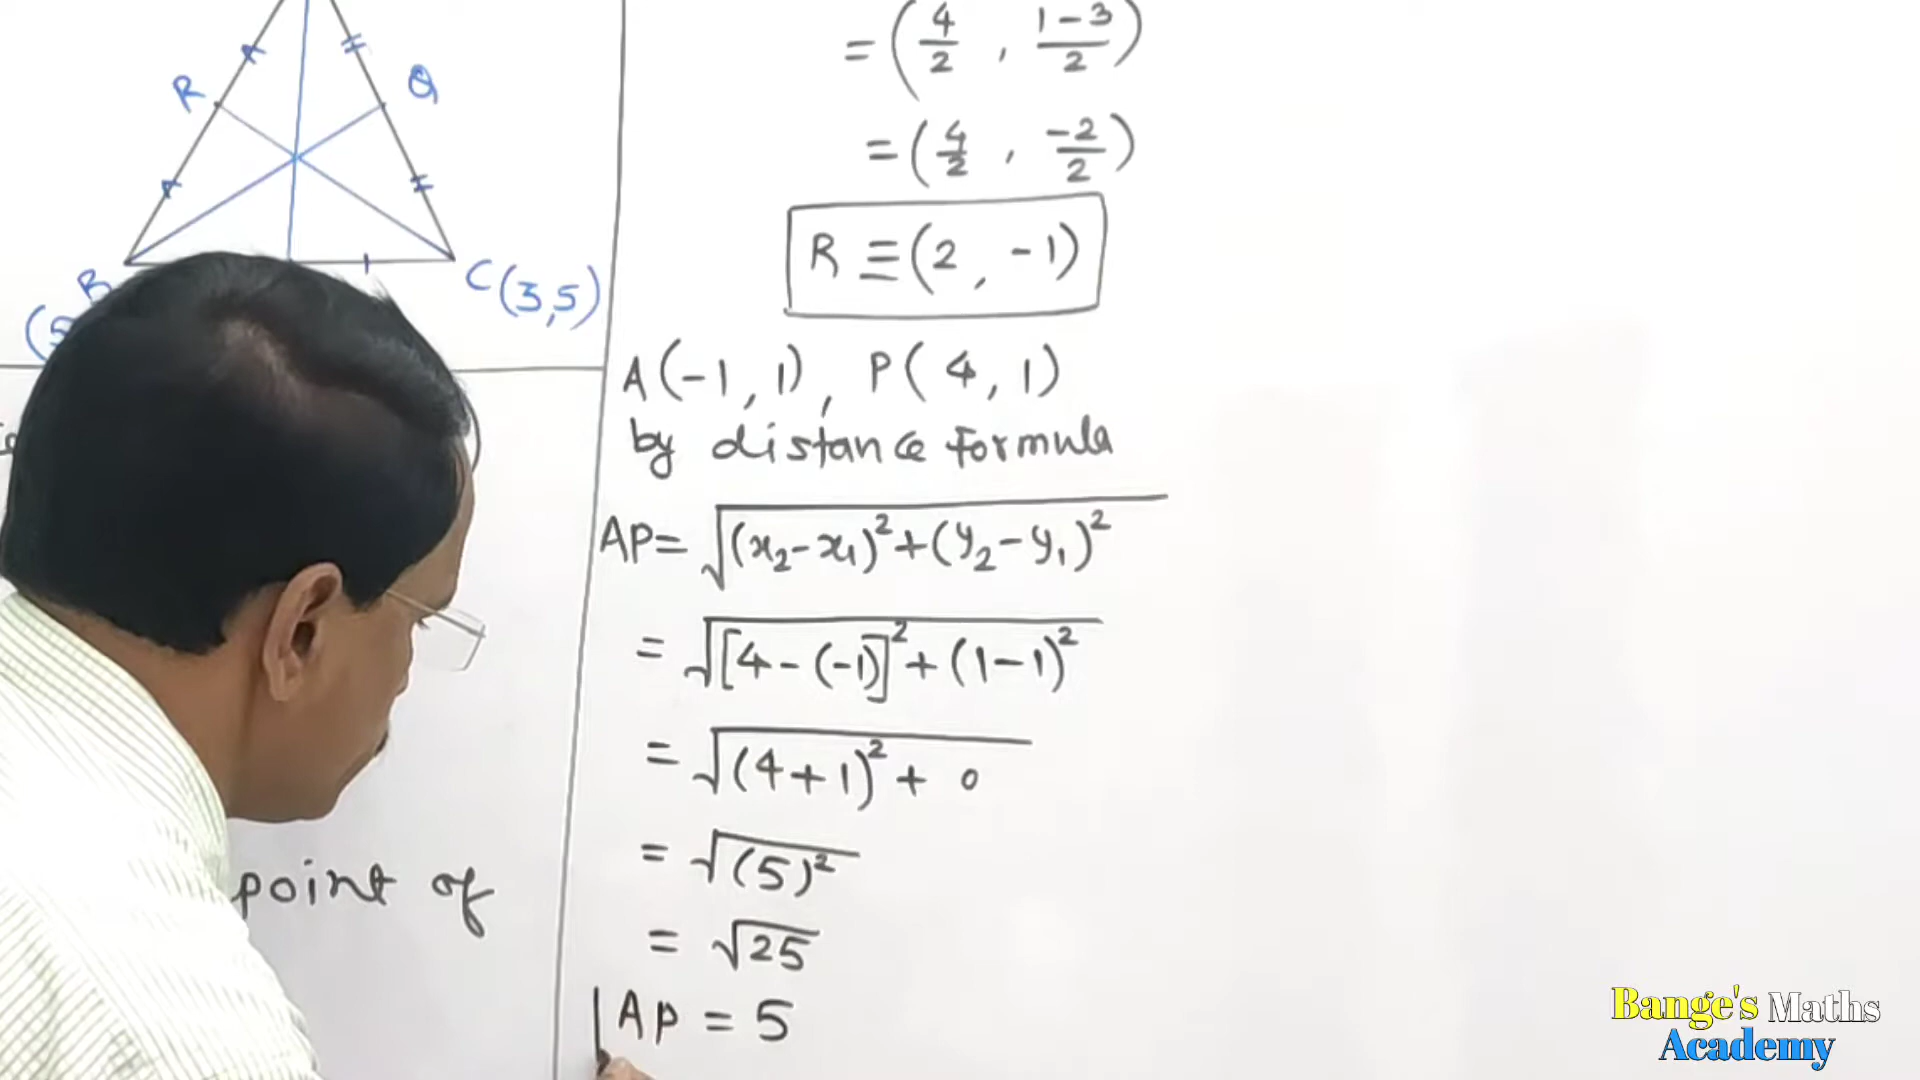 R
Q
B
C (3,5)
(5
point of
= (4/2 , 1-3/2)
= (4/2 , -2/2)
R ≡ (2 , -1)
A(-1, 1), P( 4, 1)
by distance formula
AP= √(x₂-x₁)²+(y₂-y₁)²
= √[4-(-1)]²+(1-1)²
= √(4+1)²+ 0
= √(5)²
= √25
AP = 5
Bange's Maths
Academy